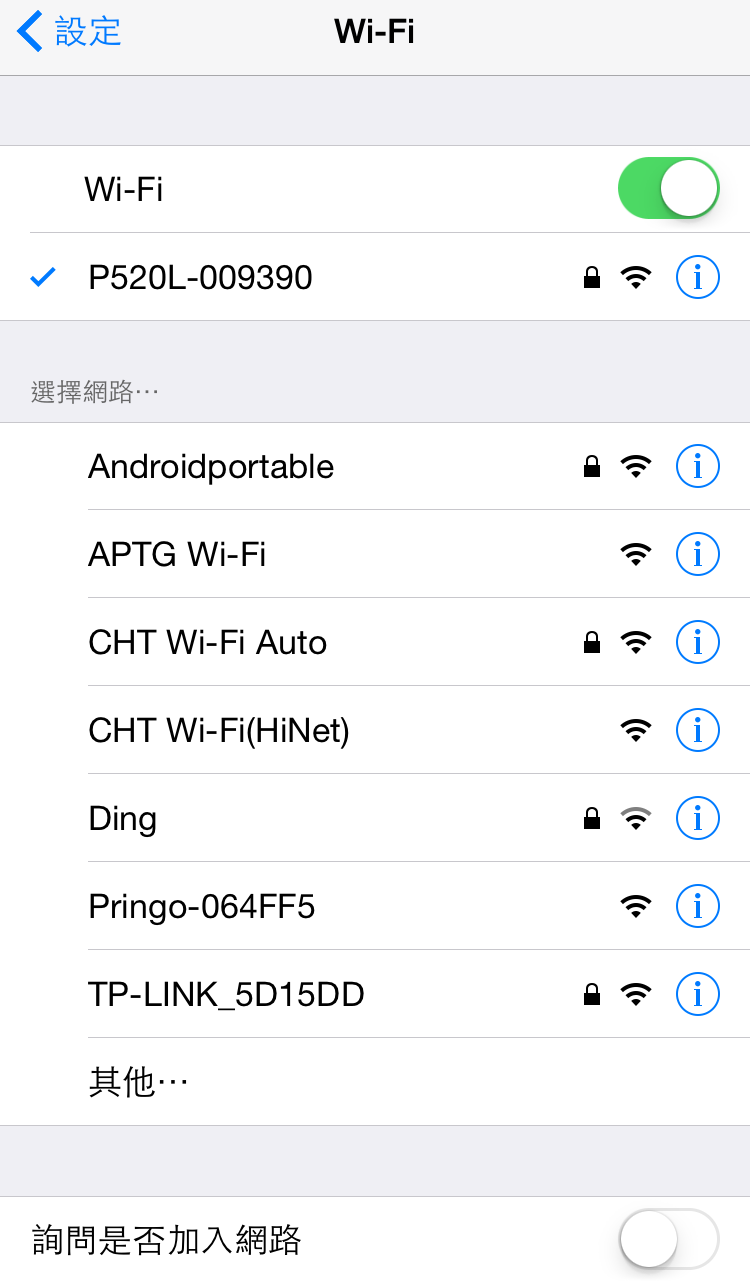 設定
Wi-Fi
Wi-Fi
P520L-009390
選擇網路⋯
Androidportable
APTG Wi-Fi
CHT Wi-Fi Auto
CHT Wi-Fi(HiNet)
Ding
Pringo-064FF5
TP-LINK_5D15DD
其他⋯
詢問是否加入網路